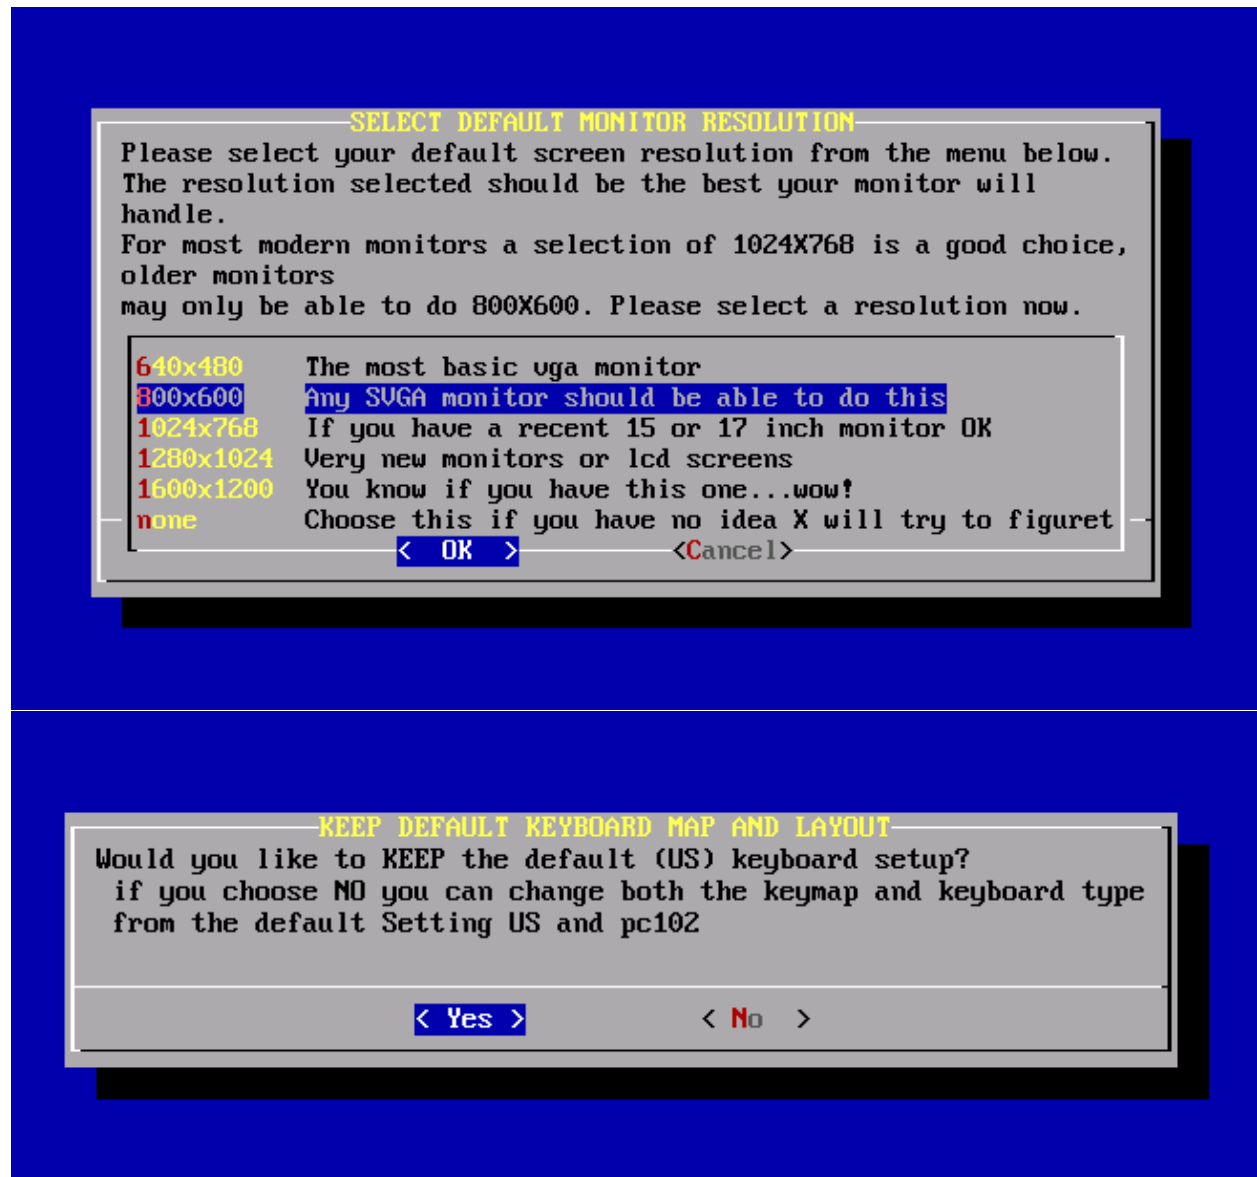 SELECT DEFAULT MONITOR RESOLUTION
Please select your default screen resolution from the menu below.
The resolution selected should be the best your monitor will
handle.
For most modern monitors a selection of 1024X768 is a good choice,
older monitors
may only be able to do 800X600. Please select a resolution now.
640x480 The most basic vga monitor
800x600 Any SVGA monitor should be able to do this
1024x768 If you have a recent 15 or 17 inch monitor OK
1280x1024 Very new monitors or lcd screens
1600x1200 You know if you have this one...wow!
none Choose this if you have no idea X will try to figuret
< OK > <Cancel>
KEEP DEFAULT KEYBOARD MAP AND LAYOUT
Would you like to KEEP the default (US) keyboard setup?
if you choose NO you can change both the keymap and keyboard type
from the default Setting US and pc102
< Yes > < No >